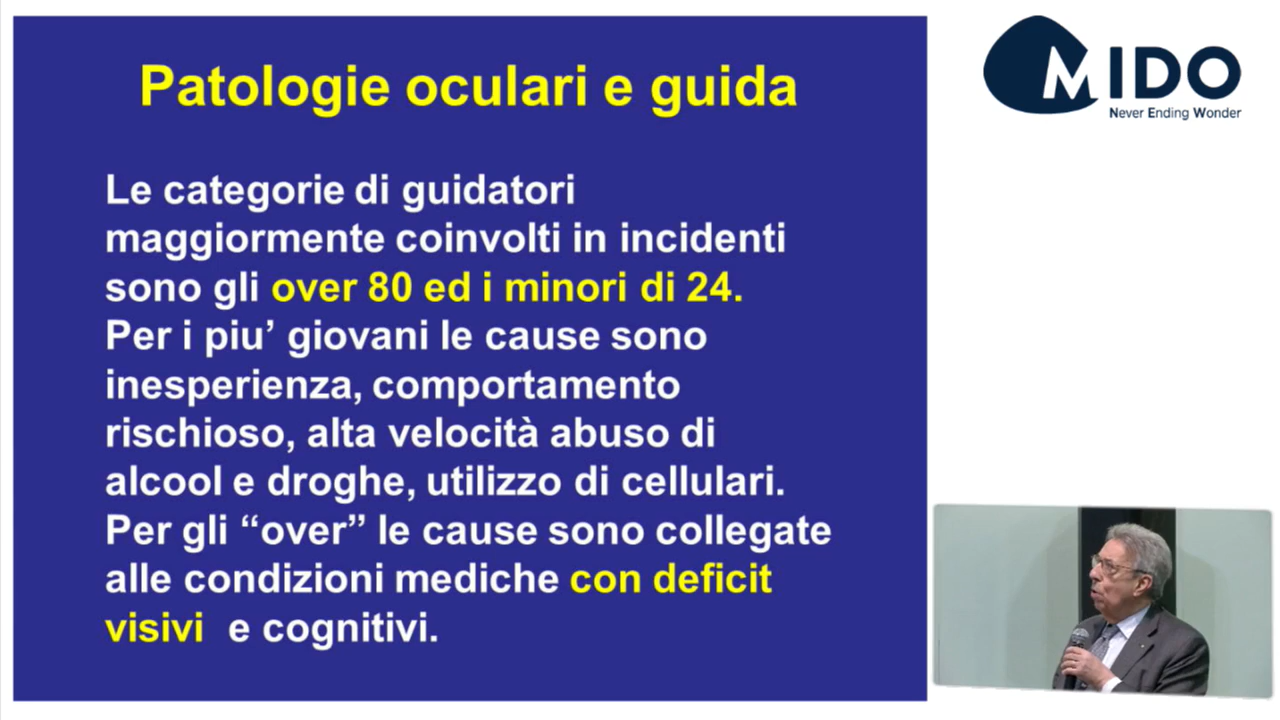 Patologie oculari e guida
Le categorie di guidatori
maggiormente coinvolti in incidenti
sono gli over 80 ed i minori di 24.
Per i piu’ giovani le cause sono
inesperienza, comportamento
rischioso, alta velocità abuso di
alcool e droghe, utilizzo di cellulari.
Per gli “over” le cause sono collegate
alle condizioni mediche con deficit
visivi e cognitivi.
MIDO
Never Ending Wonder